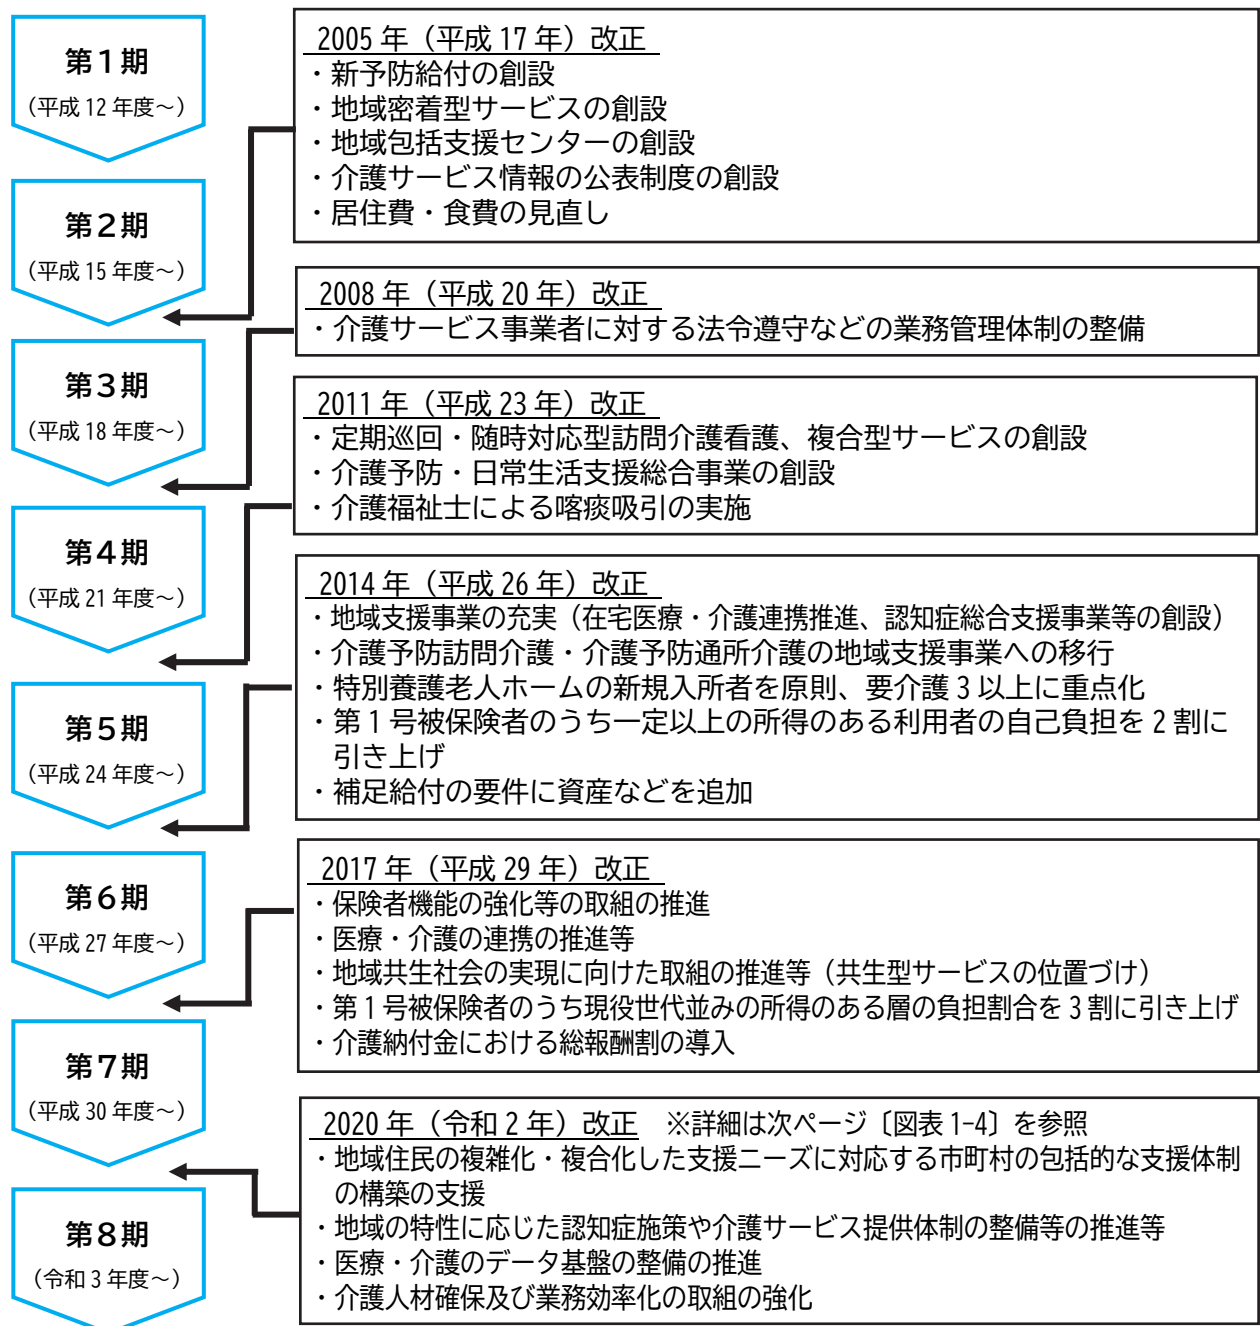 第1期
（平成 12 年度～）
第2期
（平成 15 年度～）
第3期
（平成 18 年度～）
第4期
（平成 21 年度～）
第5期
（平成 24 年度～）
第6期
（平成 27 年度～）
第7期
（平成 30 年度～）
第8期
（令和 3 年度～）
2005 年（平成 17 年）改正
・新予防給付の創設
・地域密着型サービスの創設
・地域包括支援センターの創設
・介護サービス情報の公表制度の創設
・居住費・食費の見直し
2008 年（平成 20 年）改正
・介護サービス事業者に対する法令遵守などの業務管理体制の整備
2011 年（平成 23 年）改正
・定期巡回・随時対応型訪問介護看護、複合型サービスの創設
・介護予防・日常生活支援総合事業の創設
・介護福祉士による喀痰吸引の実施
2014 年（平成 26 年）改正
・地域支援事業の充実（在宅医療・介護連携推進、認知症総合支援事業等の創設）
・介護予防訪問介護・介護予防通所介護の地域支援事業への移行
・特別養護老人ホームの新規入所者を原則、要介護 3 以上に重点化
・第 1 号被保険者のうち一定以上の所得のある利用者の自己負担を 2 割に
引き上げ
・補足給付の要件に資産などを追加
2017 年（平成 29 年）改正
・保険者機能の強化等の取組の推進
・医療・介護の連携の推進等
・地域共生社会の実現に向けた取組の推進等（共生型サービスの位置づけ）
・第 1 号被保険者のうち現役世代並みの所得のある層の負担割合を 3 割に引き上げ
・介護納付金における総報酬割の導入
2020 年（令和 2 年）改正　※詳細は次ページ〔図表 1-4〕を参照
・地域住民の複雑化・複合化した支援ニーズに対応する市町村の包括的な支援体制
の構築の支援
・地域の特性に応じた認知症施策や介護サービス提供体制の整備等の推進等
・医療・介護のデータ基盤の整備の推進
・介護人材確保及び業務効率化の取組の強化